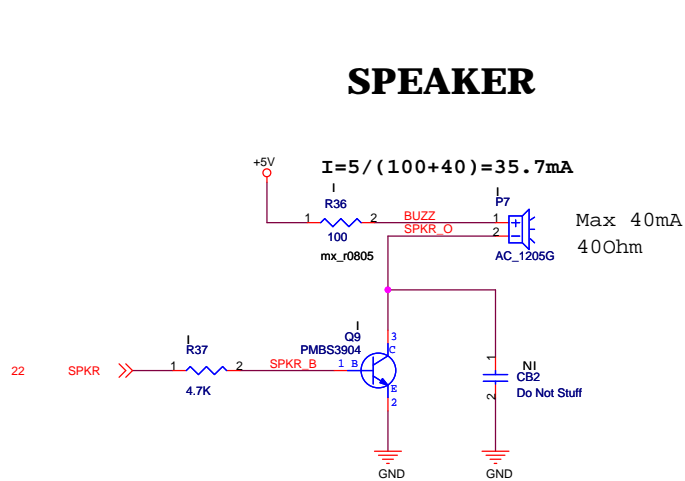 SPEAKER
+5V
I=5/(100+40)=35.7mA
I
R36
1
2
100
mx_r0805
BUZZ
SPKR_O
I
P7
1
2
+
-
AC_1205G
Max 40mA
40Ohm
I
Q9
PMBS3904
3
C
1 B
E
2
22 SPKR
I
R37
1
2
4.7K
SPKR_B
1
NI
CB2
2
Do Not Stuff
GND
GND